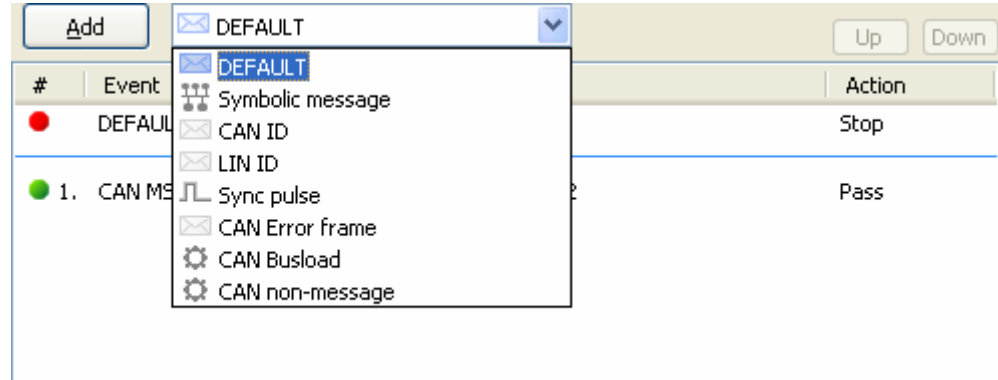 Add DEFAULT Up Down
# Event Action
DEFAULT
Symbolic message
CAN ID
LIN ID
Sync pulse
CAN Error frame
CAN Busload
CAN non-message
DEFAUL Stop
1. CAN MS 2 Pass